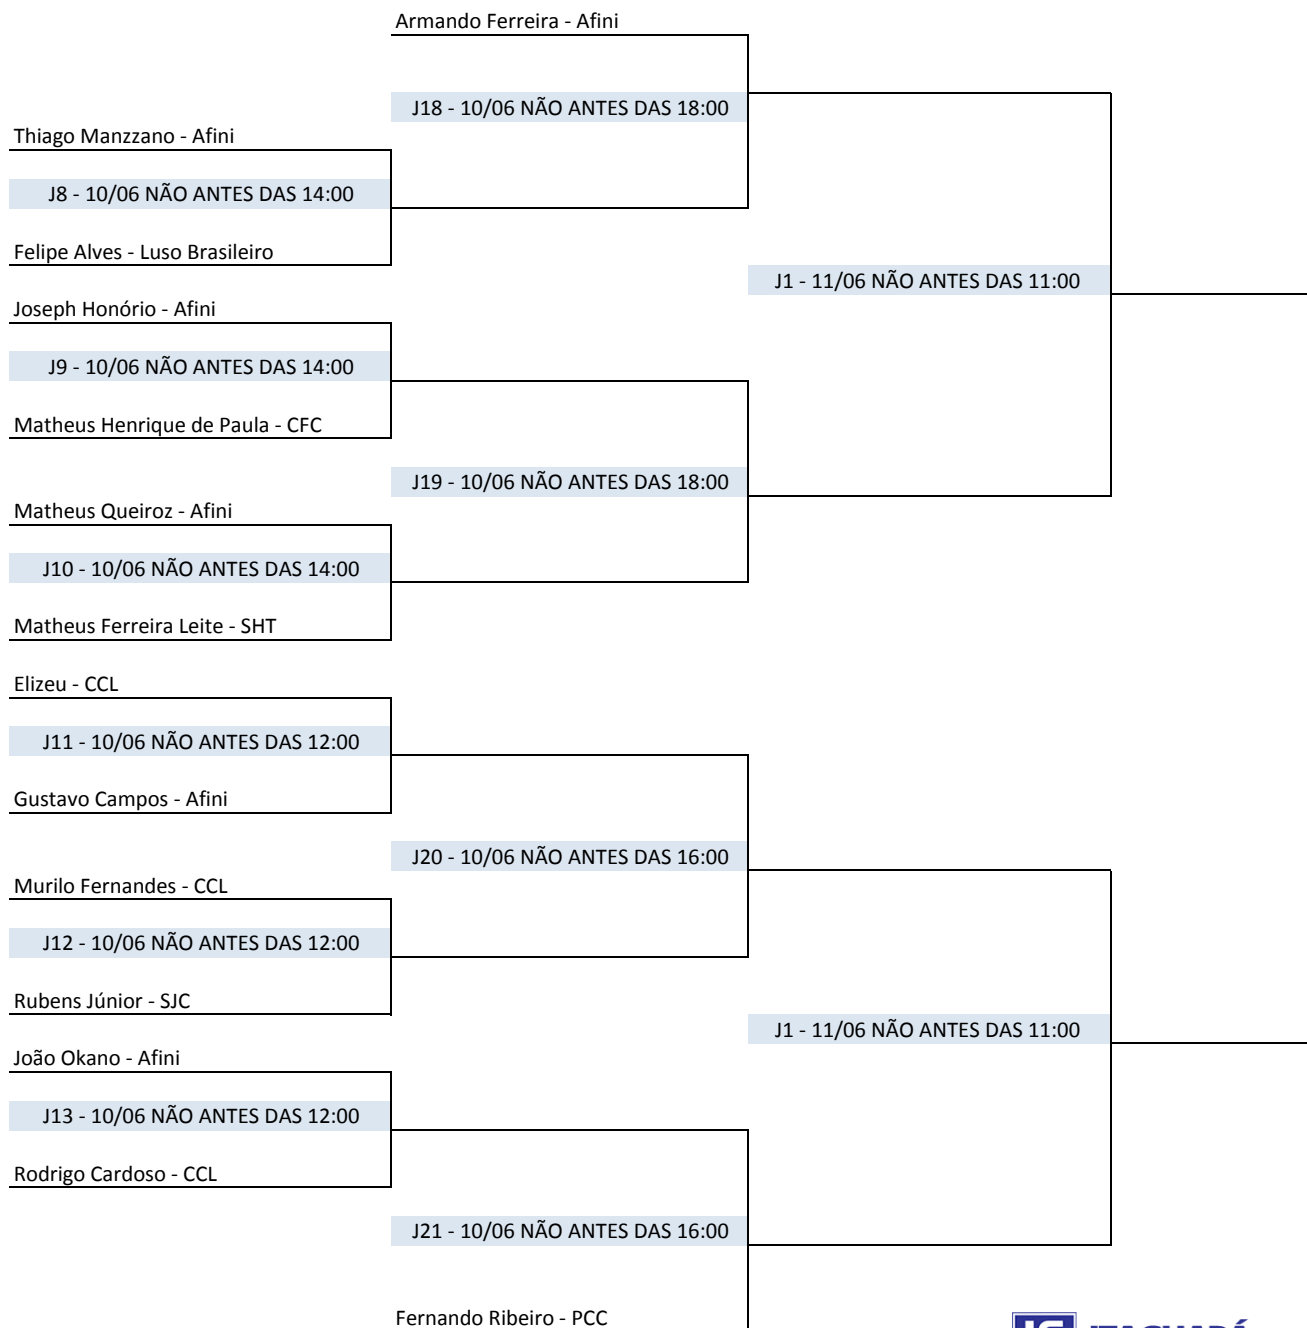 Armando Ferreira - Afini
J18 - 10/06 NÃO ANTES DAS 18:00
Thiago Manzzano - Afini
J8 - 10/06 NÃO ANTES DAS 14:00
Felipe Alves - Luso Brasileiro
J1 - 11/06 NÃO ANTES DAS 11:00
Joseph Honório - Afini
J9 - 10/06 NÃO ANTES DAS 14:00
Matheus Henrique de Paula - CFC
J19 - 10/06 NÃO ANTES DAS 18:00
Matheus Queiroz - Afini
J10 - 10/06 NÃO ANTES DAS 14:00
Matheus Ferreira Leite - SHT
Elizeu - CCL
J11 - 10/06 NÃO ANTES DAS 12:00
Gustavo Campos - Afini
J20 - 10/06 NÃO ANTES DAS 16:00
Murilo Fernandes - CCL
J12 - 10/06 NÃO ANTES DAS 12:00
Rubens Júnior - SJC
J1 - 11/06 NÃO ANTES DAS 11:00
João Okano - Afini
J13 - 10/06 NÃO ANTES DAS 12:00
Rodrigo Cardoso - CCL
J21 - 10/06 NÃO ANTES DAS 16:00
Fernando Ribeiro - PCC